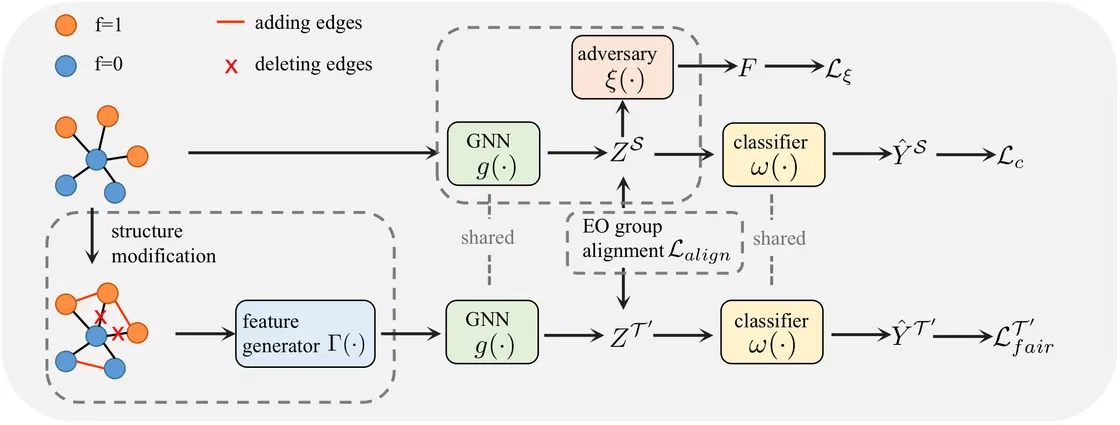 f=1
adding edges
f=0
x deleting edges
adversary
ξ(·)
F
ℒ_ξ
GNN
g(·)
Z^𝒮
classifier
ω(·)
Ŷ^𝒮
ℒ_c
structure
modification
shared
EO group
alignment ℒ_align
shared
x
x
feature
generator Γ(·)
GNN
g(·)
Z^𝒯′
classifier
ω(·)
Ŷ^𝒯′
ℒ_fair^𝒯′